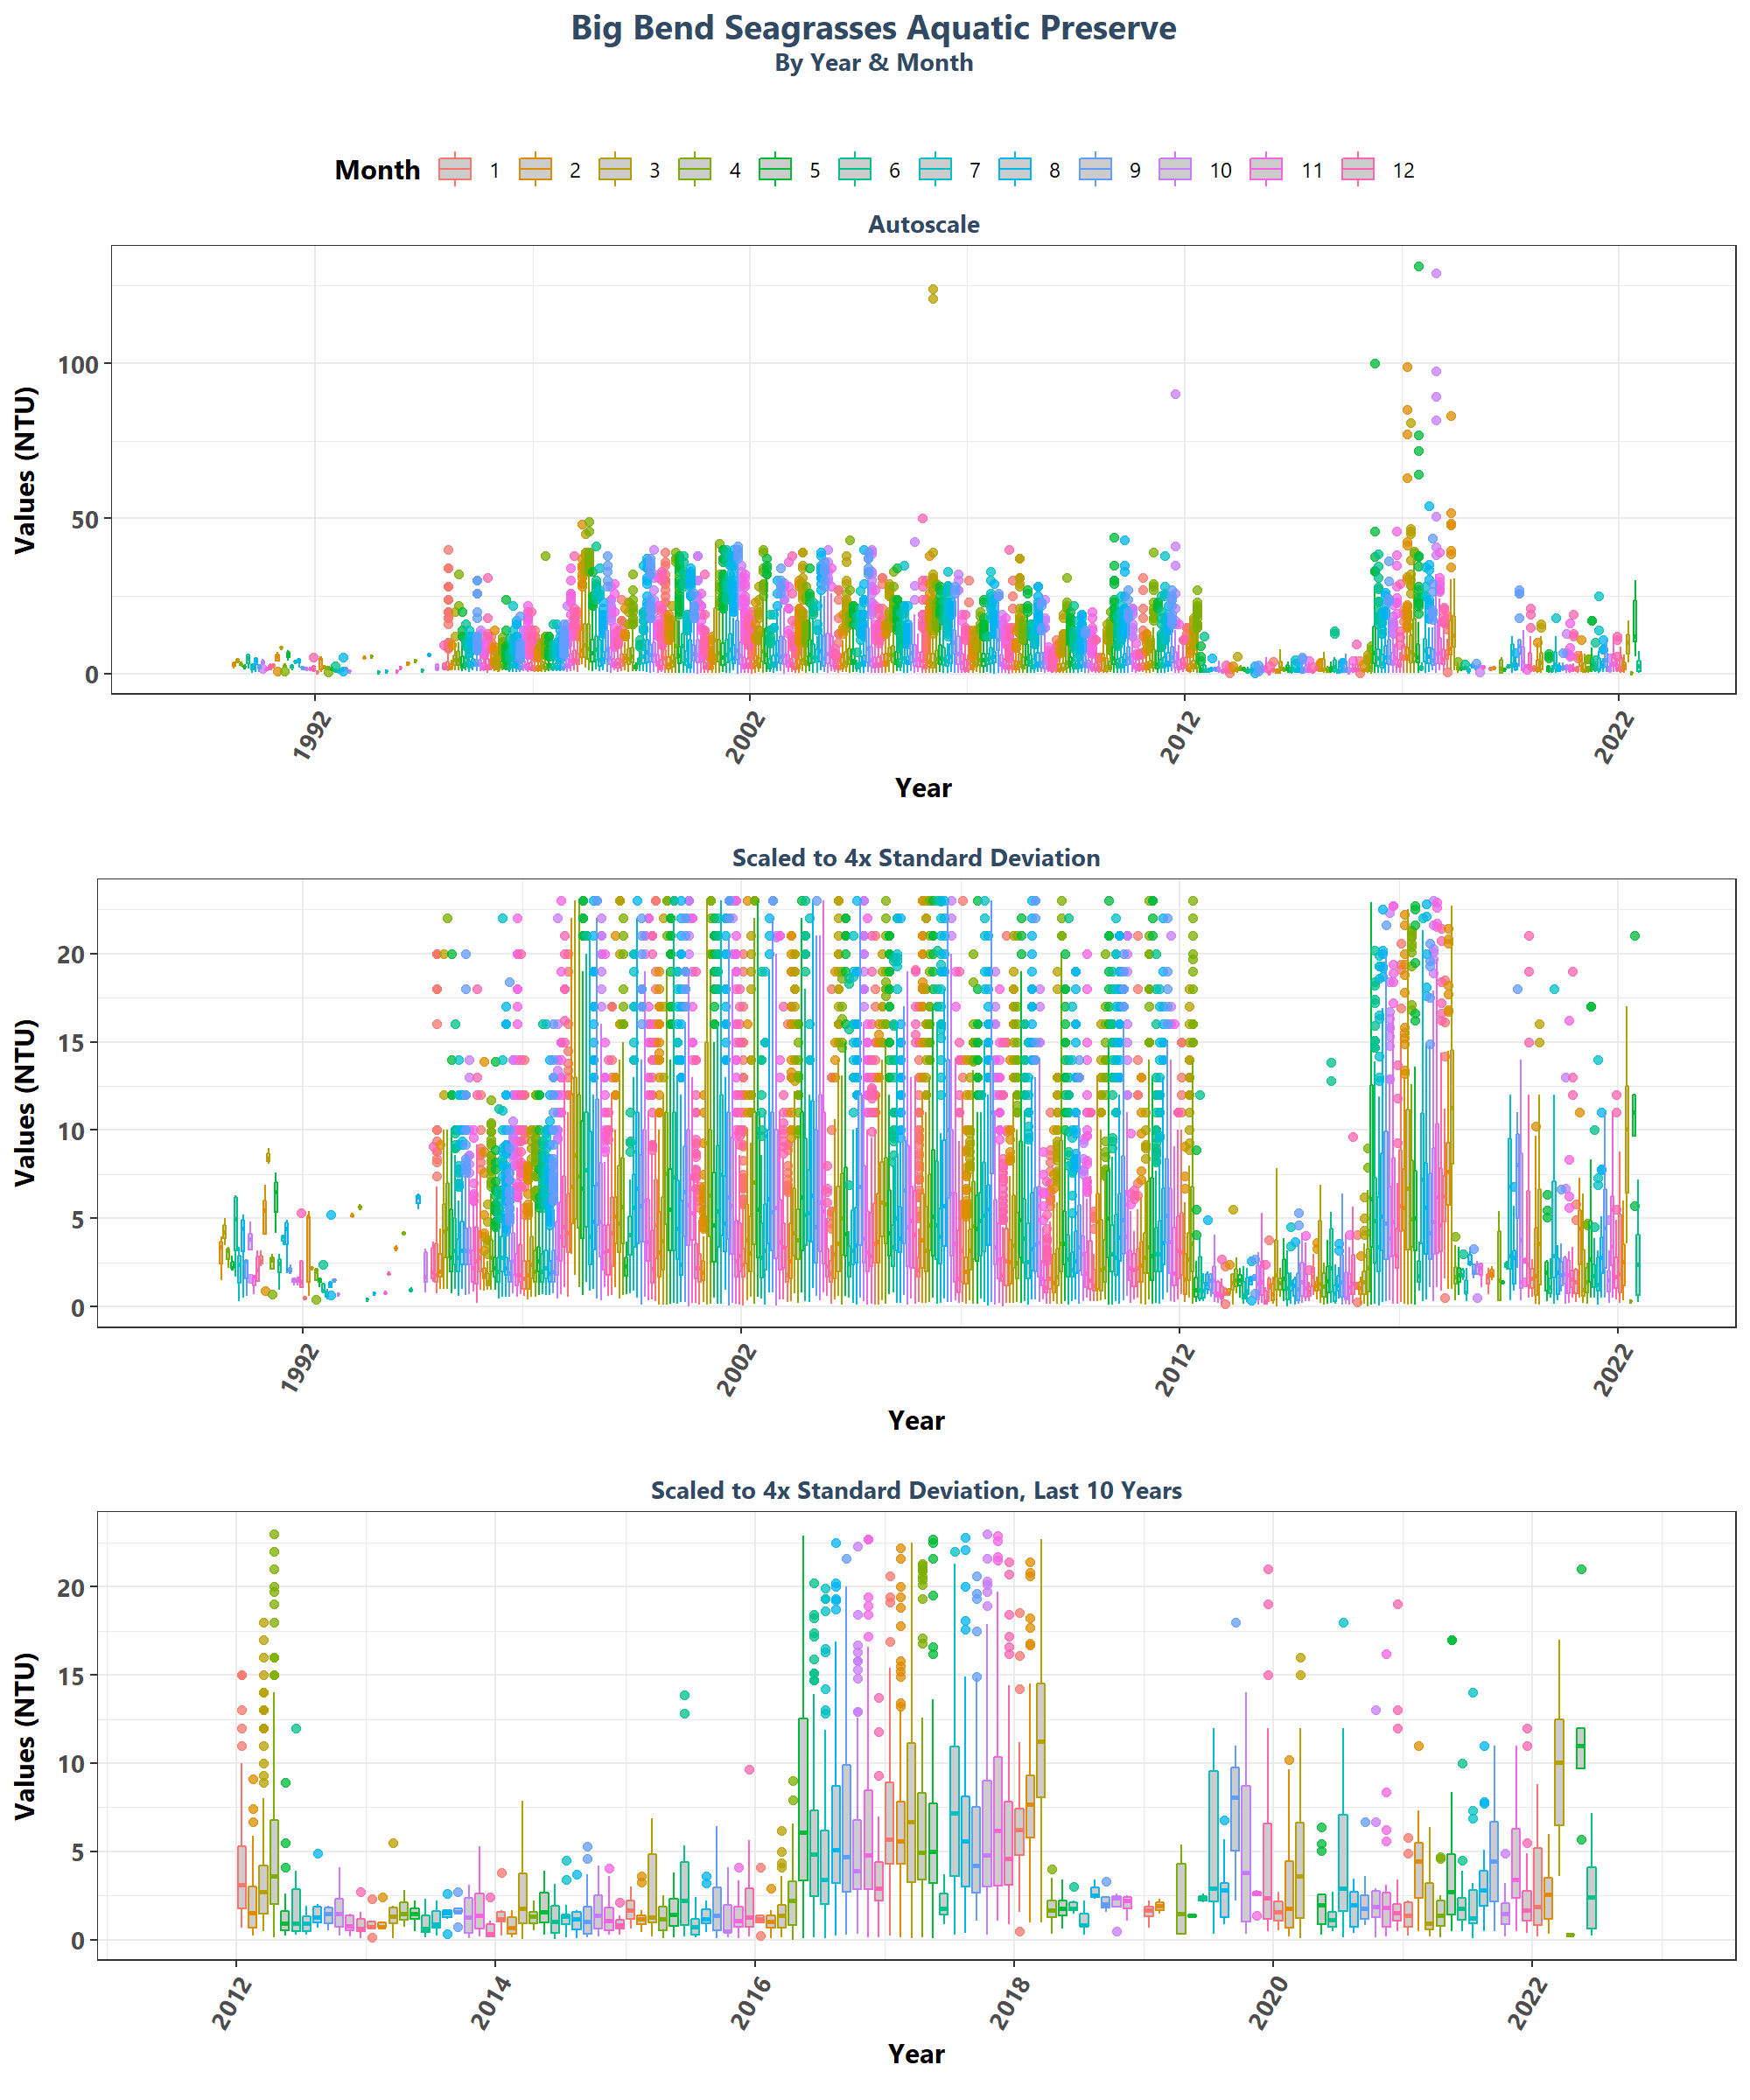 Big Bend Seagrasses Aquatic Preserve
By Year & Month
Month 1 2 3 4 5 6 7 8 9 10 11 12
Autoscale
Values (NTU)
100
50
0
1992 2002 2012 2022
Year
Scaled to 4x Standard Deviation
Values (NTU)
20
15
10
5
0
1992 2002 2012 2022
Year
Scaled to 4x Standard Deviation, Last 10 Years
Values (NTU)
20
15
10
5
0
2012 2014 2016 2018 2020 2022
Year